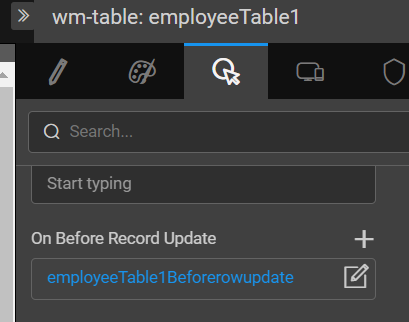 wm-table: employeeTable1
Search...
Start typing
On Before Record Update
employeeTable1Beforerowupdate